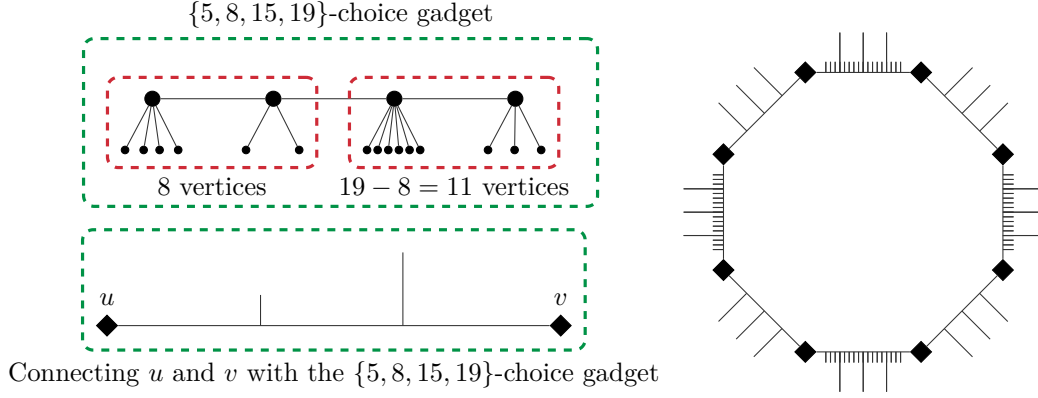 {5, 8, 15, 19}-choice gadget
8 vertices
19 − 8 = 11 vertices
u
v
Connecting u and v with the {5, 8, 15, 19}-choice gadget